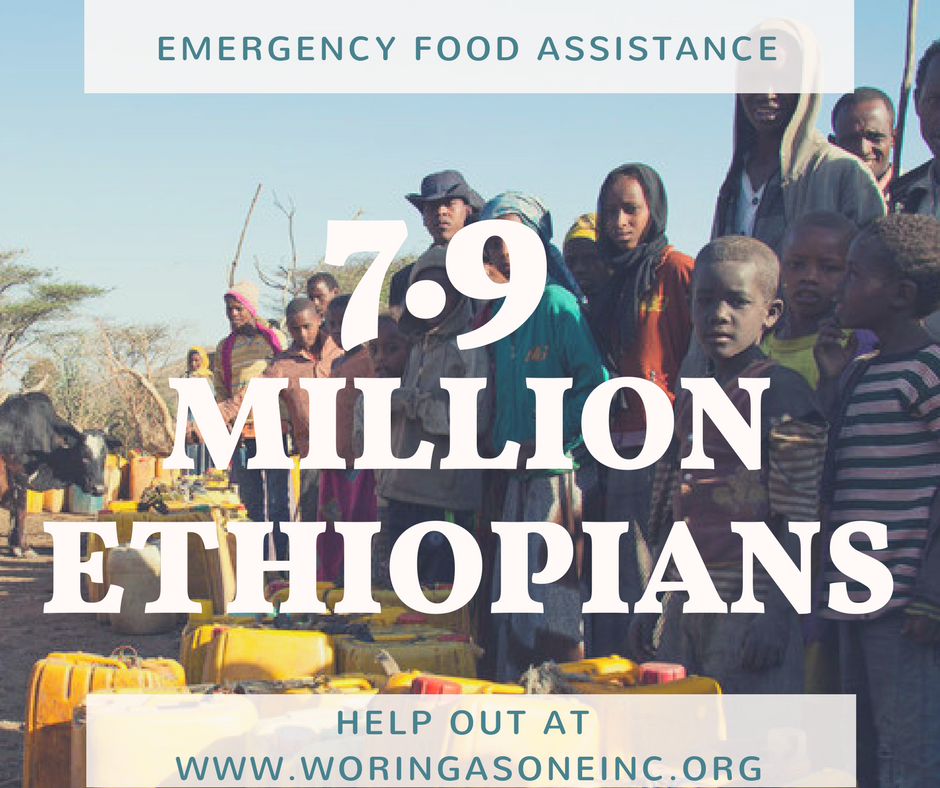 EMERGENCY FOOD ASSISTANCE
7.9
MILLION
ETHIOPIANS
HELP OUT AT
WWW.WORINGASONEINC.ORG